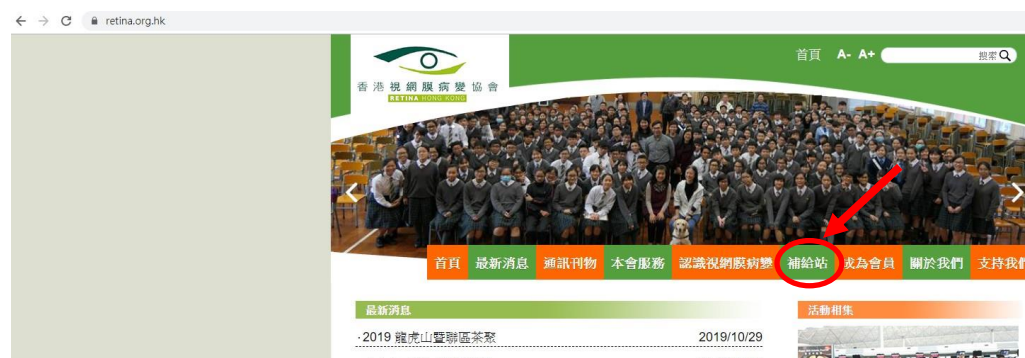 retina.org.hk
首頁 A- A+ 搜索
香港視網膜病變協會
RETINA HONG KONG
首頁 最新消息 通訊刊物 本會服務 認識視網膜病變 補給站 成為會員 關於我們 支持我們
最新消息 活動相集
·2019 龍虎山暨聯區茶聚 2019/10/29